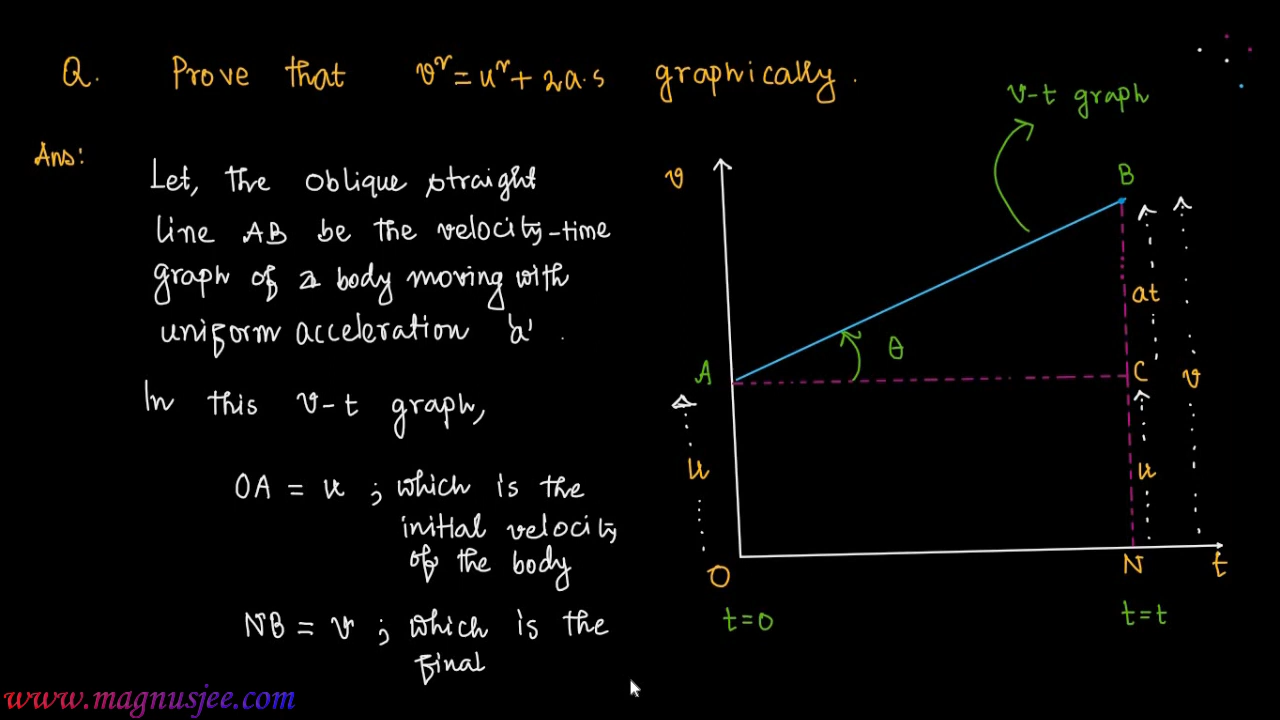 Q. Prove that v² = u² + 2a.s graphically.
Ans:
Let, the oblique straight
line AB be the velocity-time
graph of a body moving with
uniform acceleration 'a'.
In this v-t graph,
OA = u ; which is the
initial velocity
of the body
NB = v ; which is the
final
v-t graph
v
B
at
θ
A
C
v
u
u
O
N
t
t=0
t=t
www.magnusjee.com